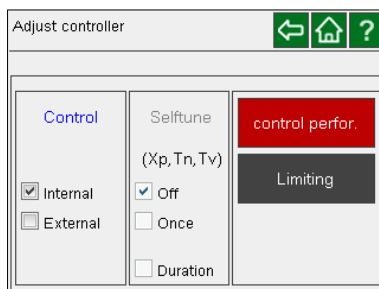 Adjust controller
?
Control
Internal
External
Selftune
(Xp,Tn,Tv)
Off
Once
Duration
control perfor.
Limiting